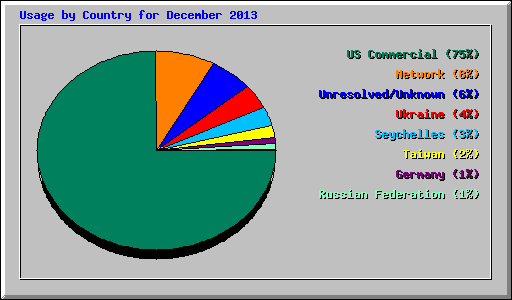 Usage by Country for December 2013
US Commercial (75%)
Network (8%)
Unresolved/Unknown (6%)
Ukraine (4%)
Seychelles (3%)
Taiwan (2%)
Germany (1%)
Russian Federation (1%)